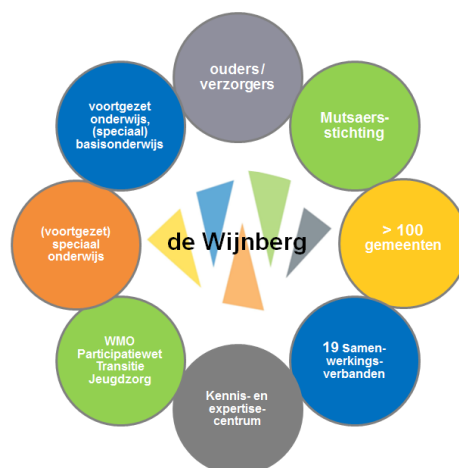 ouders/
verzorgers
Mutsaers-
stichting
> 100
gemeenten
19 Samen-
werkings-
verbanden
Kennis- en
expertise-
centrum
WMO
Participatiewet
Transitie
Jeugdzorg
(voortgezet)
speciaal
onderwijs
voortgezet
onderwijs,
(speciaal)
basisonderwijs
de Wijnberg